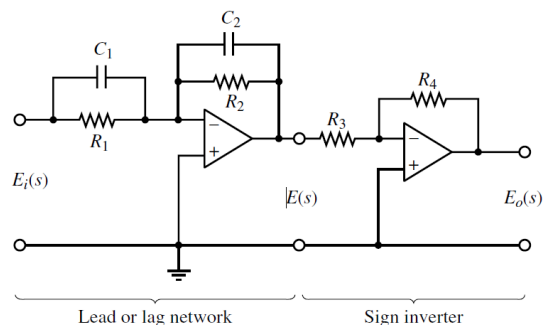 C2
C1
R2
R4
R3
R1
−
+
−
+
Ei(s)
E(s)
Eo(s)
Lead or lag network
Sign inverter